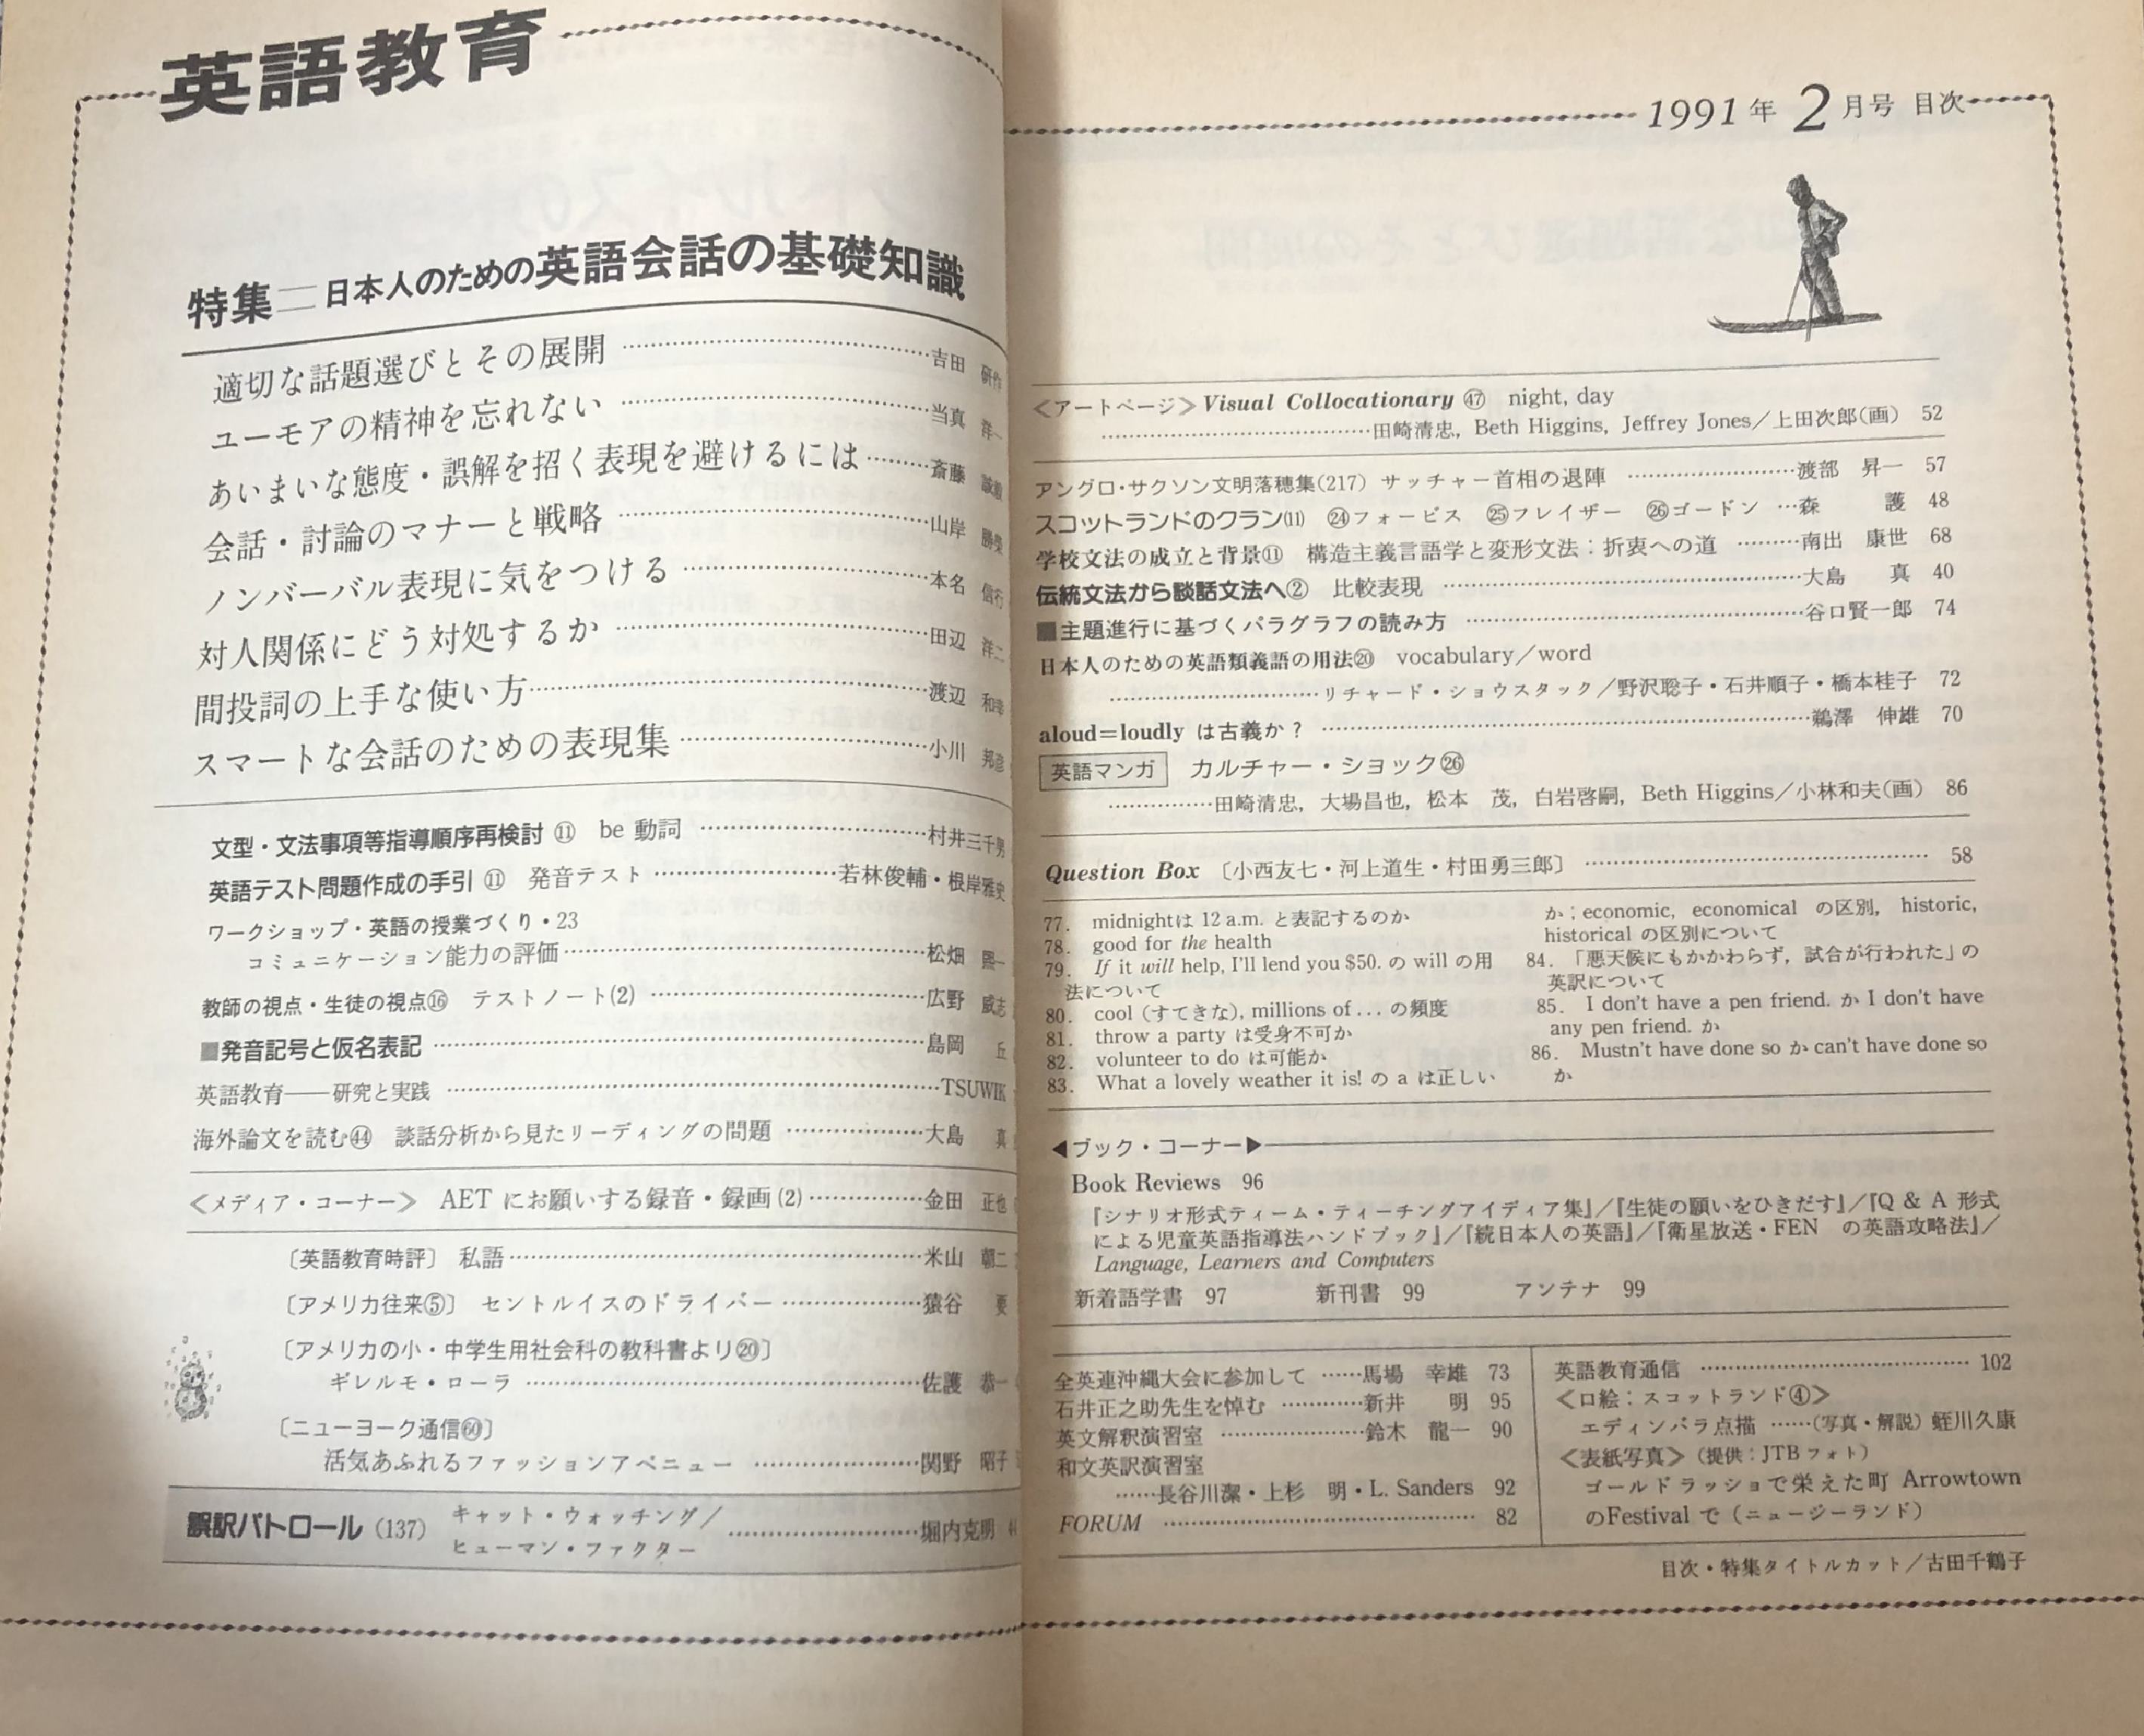 英語教育
特集＝日本人のための英語会話の基礎知識
適切な話題選びとその展開 ……… 吉田 研作
ユーモアの精神を忘れない ……… 当真 洋一
あいまいな態度・誤解を招く表現を避けるには ……… 斎藤 誠毅
会話・討論のマナーと戦略 ……… 山岸 勝榮
ノンバーバル表現に気をつける ……… 本名 信行
対人関係にどう対処するか ……… 田辺 洋二
間投詞の上手な使い方 ……… 渡辺 和幸
スマートな会話のための表現集 ……… 小川 邦彦
文型・文法事項等指導順序再検討⑪ be 動詞 ……… 村井三千男
英語テスト問題作成の手引⑪ 発音テスト ……… 若林俊輔・根岸雅史
ワークショップ・英語の授業づくり・23
コミュニケーション能力の評価 ……… 松畑 熙一
教師の視点・生徒の視点⑯ テストノート(2) ……… 広野 威志
■発音記号と仮名表記 ……… 島岡 丘
英語教育――研究と実践 ……… TSUWIK
海外論文を読む㊹ 談話分析から見たリーディングの問題 ……… 大島 真
〈メディア・コーナー〉 AET にお願いする録音・録画(2) ……… 金田 正也
〔英語教育時評〕 私語 ……… 米山 朝二
〔アメリカ往来⑤〕 セントルイスのドライバー ……… 猿谷 要
〔アメリカの小・中学生用社会科の教科書より⑳〕
ギレルモ・ローラ ……… 佐護 恭一
〔ニューヨーク通信60〕
活気あふれるファッションアベニュー ……… 関野 昭子
誤訳パトロール(137) キャット・ウォッチング／
ヒューマン・ファクター ……… 堀内克明
1991年 2月号 目次
〈アートページ〉Visual Collocationary ㊼ night, day
……… 田崎清忠, Beth Higgins, Jeffrey Jones／上田次郎(画) 52
アングロ・サクソン文明落穂集(217) サッチャー首相の退陣 ……… 渡部 昇一 57
スコットランドのクラン⑾ ㉔フォービス ㉕フレイザー ㉖ゴードン …森 護 48
学校文法の成立と背景⑪ 構造主義言語学と変形文法：折衷への道 ……… 南出 康世 68
伝統文法から談話文法へ② 比較表現 ……… 大島 真 40
■主題進行に基づくパラグラフの読み方 ……… 谷口賢一郎 74
日本人のための英語類義語の用法⑳ vocabulary／word
……… リチャード・ショウスタック／野沢聡子・石井順子・橋本桂子 72
aloud＝loudly は古義か？ ……… 鵜澤 伸雄 70
英語マンガ カルチャー・ショック㉖
……… 田崎清忠, 大場昌也, 松本 茂, 白岩啓嗣, Beth Higgins／小林和夫(画) 86
Question Box 〔小西友七・河上道生・村田勇三郎〕 ……… 58
77. midnightは 12 a.m. と表記するのか
78. good for the health
79. If it will help, I'll lend you $50. の will の用
法について
80. cool (すてきな), millions of… の頻度
81. throw a party は受身不可か
82. volunteer to do は可能か
83. What a lovely weather it is! の a は正しい
か；economic, economical の区別, historic,
historical の区別について
84. 「悪天候にもかかわらず，試合が行われた」の
英訳について
85. I don't have a pen friend. か I don't have
any pen friend. か
86. Mustn't have done so か can't have done so
か
◀ブック・コーナー▶
Book Reviews 96
『シナリオ形式ティーム・ティーチングアイディア集』／『生徒の願いをひきだす』／『Q & A 形式
による児童英語指導法ハンドブック』／『続日本人の英語』／『衛星放送・FEN の英語攻略法』／
Language, Learners and Computers
新着語学書 97 新刊書 99 アンテナ 99
全英連沖縄大会に参加して ……馬場 幸雄 73
石井正之助先生を悼む ………新井 明 95
英文解釈演習室 ………鈴木 龍一 90
和文英訳演習室
……長谷川潔・上杉 明・L. Sanders 92
FORUM ……… 82
英語教育通信 ……… 102
〈口絵：スコットランド④〉
エディンバラ点描 ……(写真・解説) 蛭川久康
〈表紙写真〉(提供：JTBフォト)
ゴールドラッショで栄えた町 Arrowtown
のFestival で（ニュージーランド）
目次・特集タイトルカット／古田千鶴子